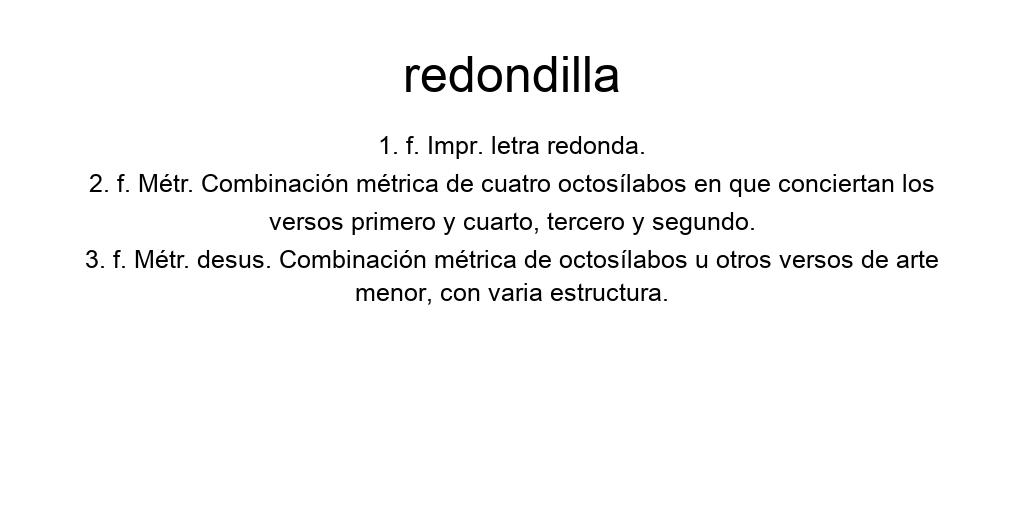 redondilla
1. f. Impr. letra redonda.
2. f. Métr. Combinación métrica de cuatro octosílabos en que conciertan los
versos primero y cuarto, tercero y segundo.
3. f. Métr. desus. Combinación métrica de octosílabos u otros versos de arte
menor, con varia estructura.